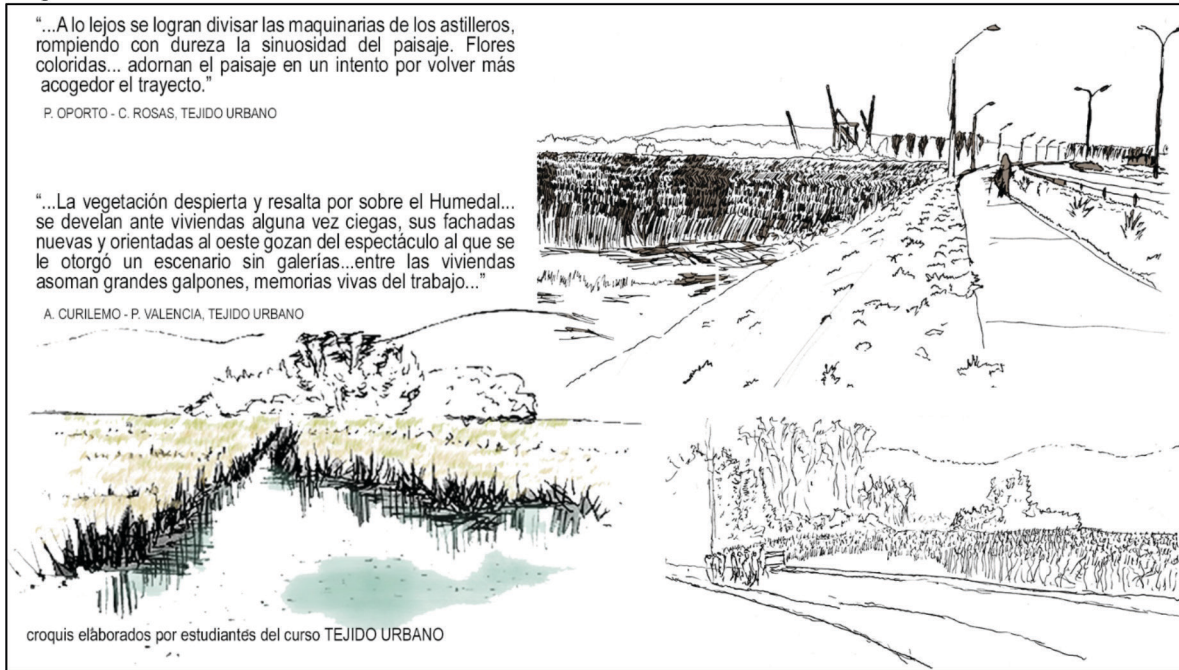 “...A lo lejos se logran divisar las maquinarias de los astilleros,
rompiendo con dureza la sinuosidad del paisaje. Flores
coloridas... adornan el paisaje en un intento por volver más
acogedor el trayecto.”
P. OPORTO - C. ROSAS, TEJIDO URBANO
“...La vegetación despierta y resalta por sobre el Humedal...
se develan ante viviendas alguna vez ciegas, sus fachadas
nuevas y orientadas al oeste gozan del espectáculo al que se
le otorgó un escenario sin galerías...entre las viviendas
asoman grandes galpones, memorias vivas del trabajo...”
A. CURILEMO - P. VALENCIA, TEJIDO URBANO
croquis elaborados por estudiantes del curso TEJIDO URBANO